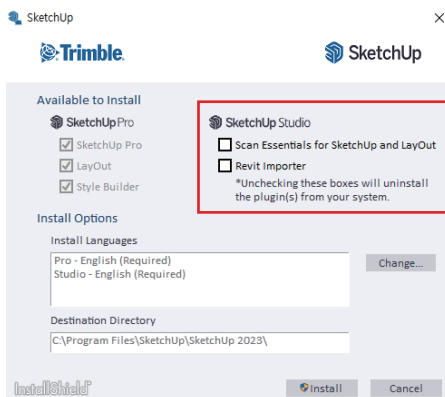 SketchUp
Trimble.
SketchUp
Available to Install
SketchUp Pro
SketchUp Studio
SketchUp Pro
Scan Essentials for SketchUp and LayOut
LayOut
Revit Importer
Style Builder
*Unchecking these boxes will uninstall
the plugin(s) from your system.
Install Options
Install Languages
Pro - English (Required)
Studio - English (Required)
Change...
Destination Directory
C:\Program Files\SketchUp\SketchUp 2023\
InstallShield
Install
Cancel